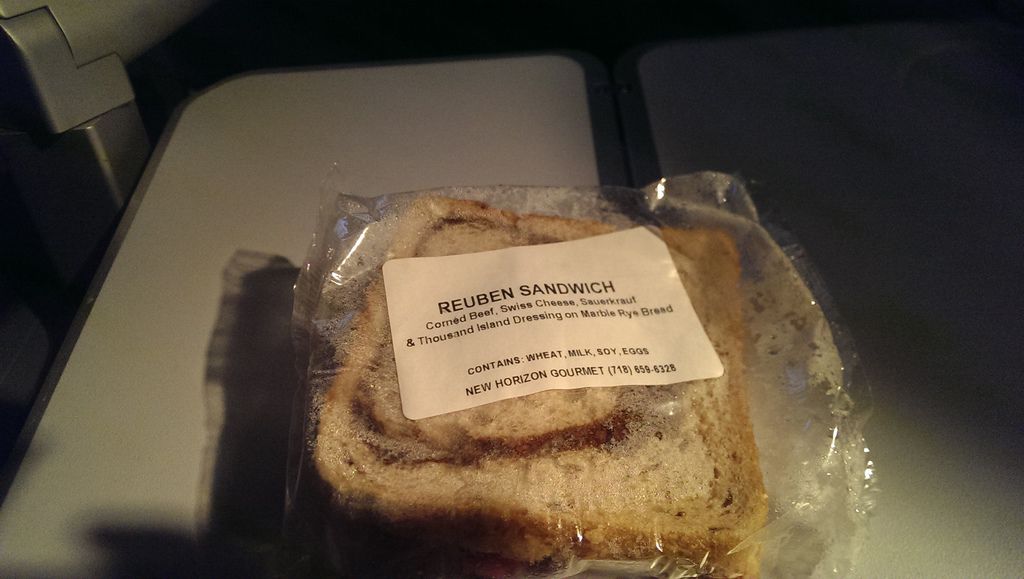 REUBEN SANDWICH
Corned Beef, Swiss Cheese, Sauerkraut
& Thousand Island Dressing on Marble Rye Bread
CONTAINS: WHEAT, MILK, SOY, EGGS
NEW HORIZON GOURMET (718) 659-6328